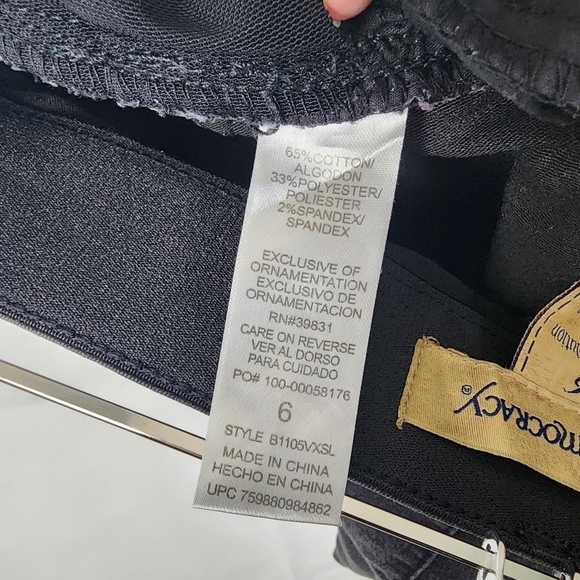 65%COTTON/
ALGODON
33%POLYESTER/
POLIESTER
2%SPANDEX/
SPANDEX
EXCLUSIVE OF
ORNAMENTATION
EXCLUSIVO DE
ORNAMENTACION
RN#39831
CARE ON REVERSE
VER AL DORSO
PARA CUIDADO
PO# 100-00058176
6
STYLE B1105VXSL
MADE IN CHINA
HECHO EN CHINA
UPC 759880984862
MOCRACY®